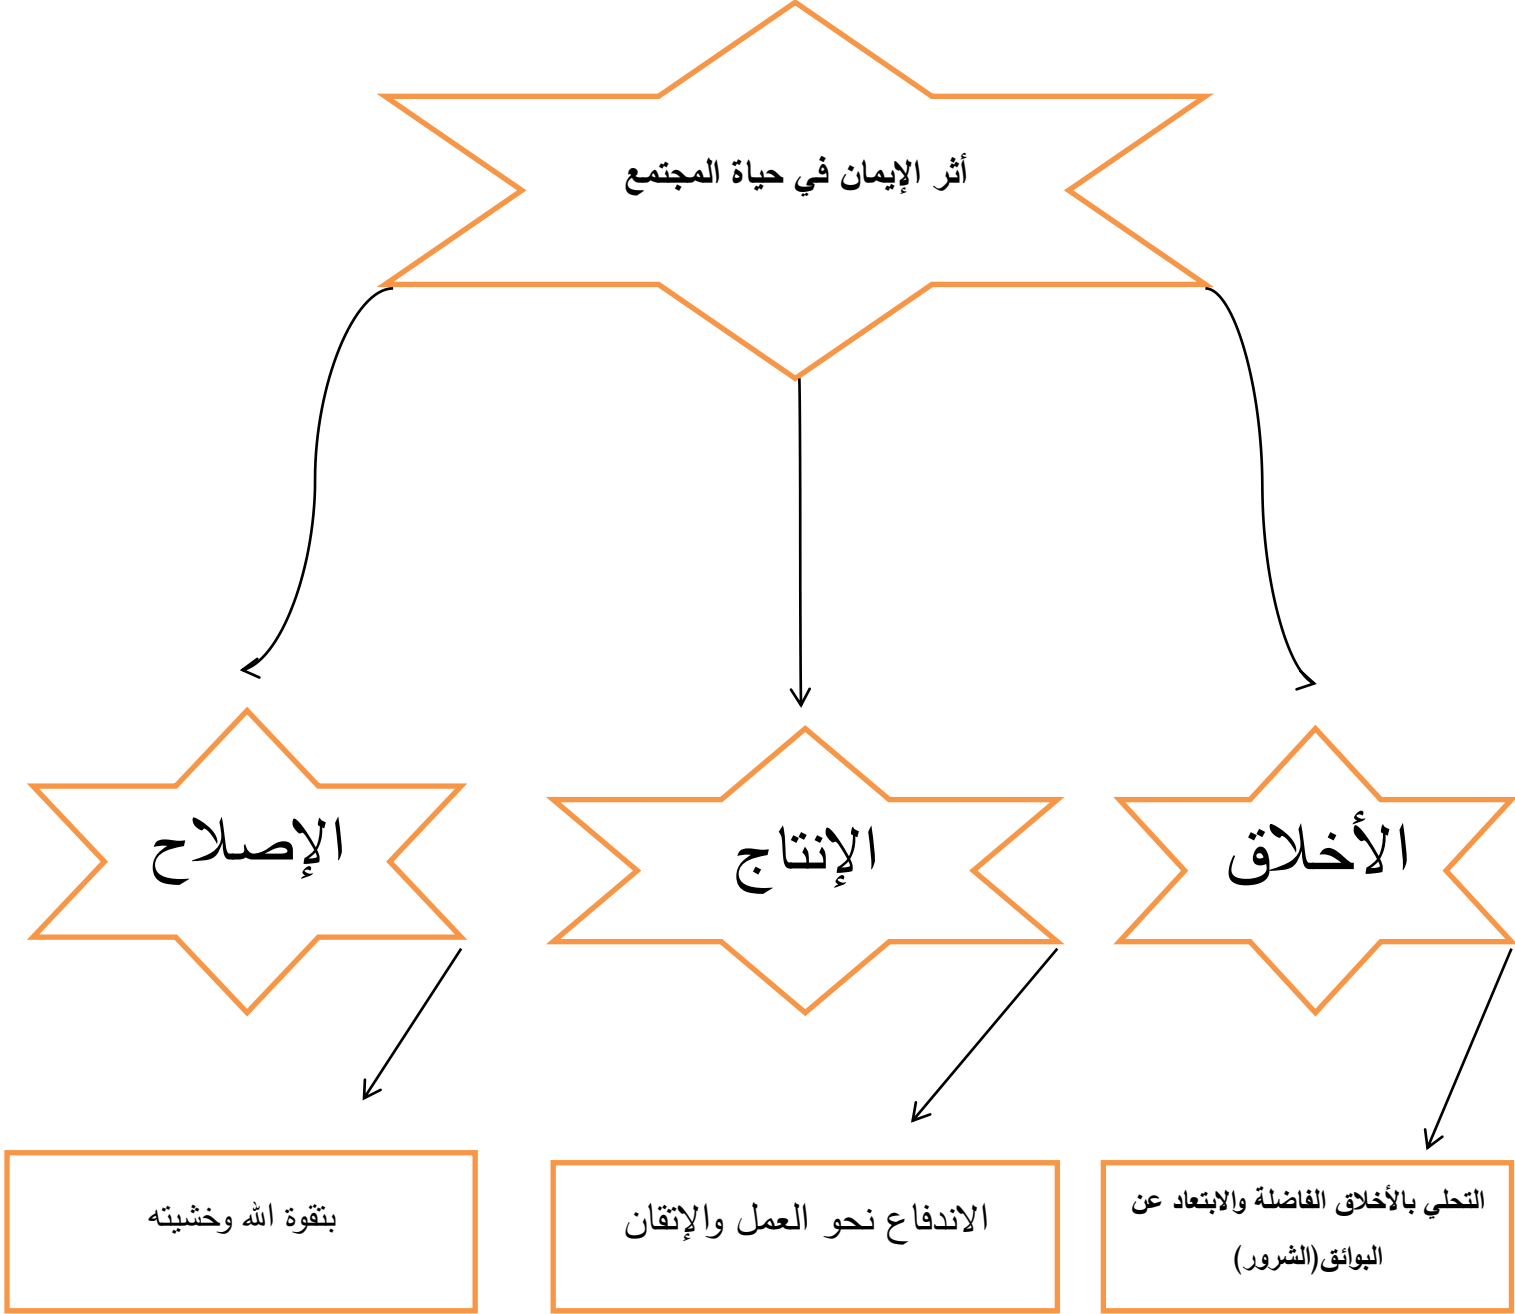 أثر الإيمان في حياة المجتمع
الأخلاق
الإنتاج
الإصلاح
التحلي بالأخلاق الفاضلة والابتعاد عن
البوائق(الشرور)
الاندفاع نحو العمل والإتقان
بتقوة الله وخشيته